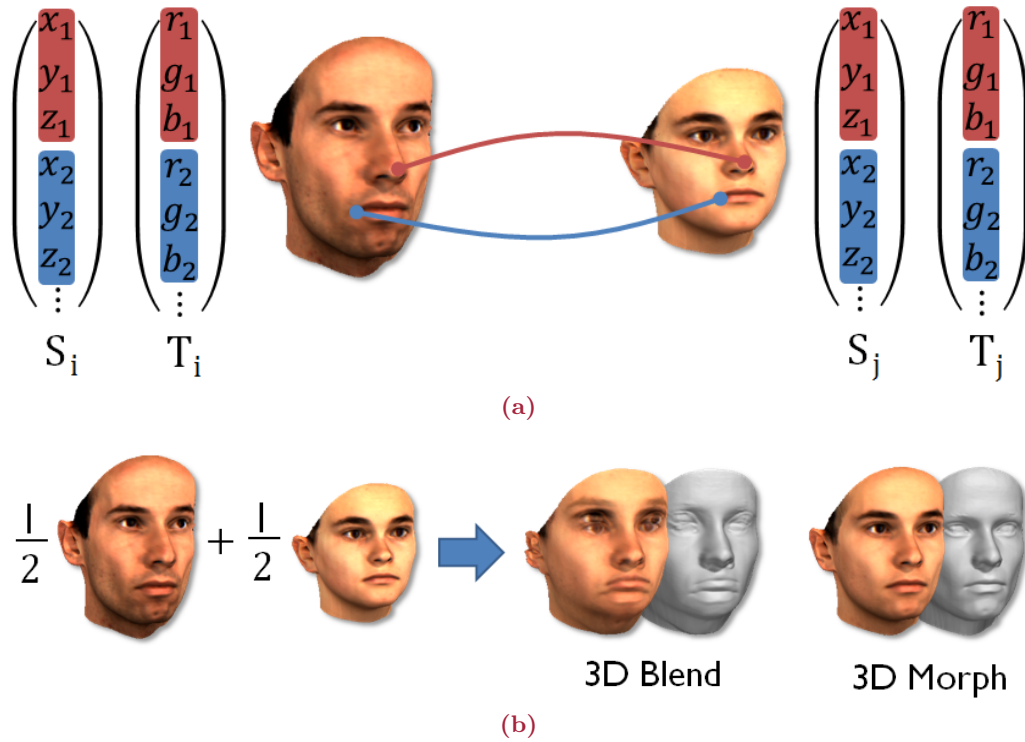 x₁ r₁ x₁ r₁
y₁ g₁ y₁ g₁
z₁ b₁ z₁ b₁
x₂ r₂ x₂ r₂
y₂ g₂ y₂ g₂
z₂ b₂ z₂ b₂
⋮ ⋮ ⋮ ⋮
Sᵢ Tᵢ Sⱼ Tⱼ
(a)
1/2 + 1/2
3D Blend 3D Morph
(b)